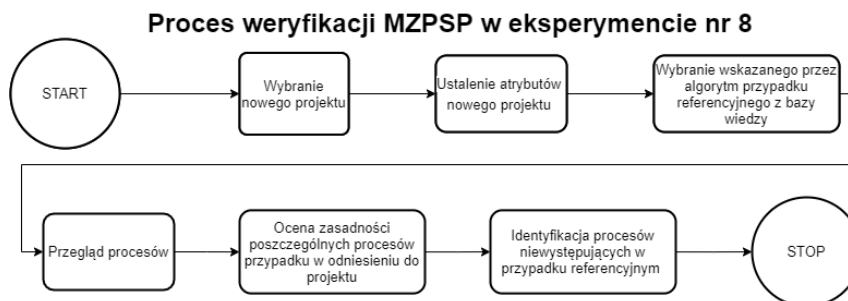 Proces weryfikacji MZPSP w eksperymencie nr 8
START
Wybranie
nowego projektu
Ustalenie atrybutów
nowego projektu
Wybranie wskazanego przez
algorytm przypadku
referencyjnego z bazy
wiedzy
Przegląd procesów
Ocena zasadności
poszczególnych procesów
przypadku w odniesieniu do
projektu
Identyfikacja procesów
niewystępujących w
przypadku referencyjnym
STOP